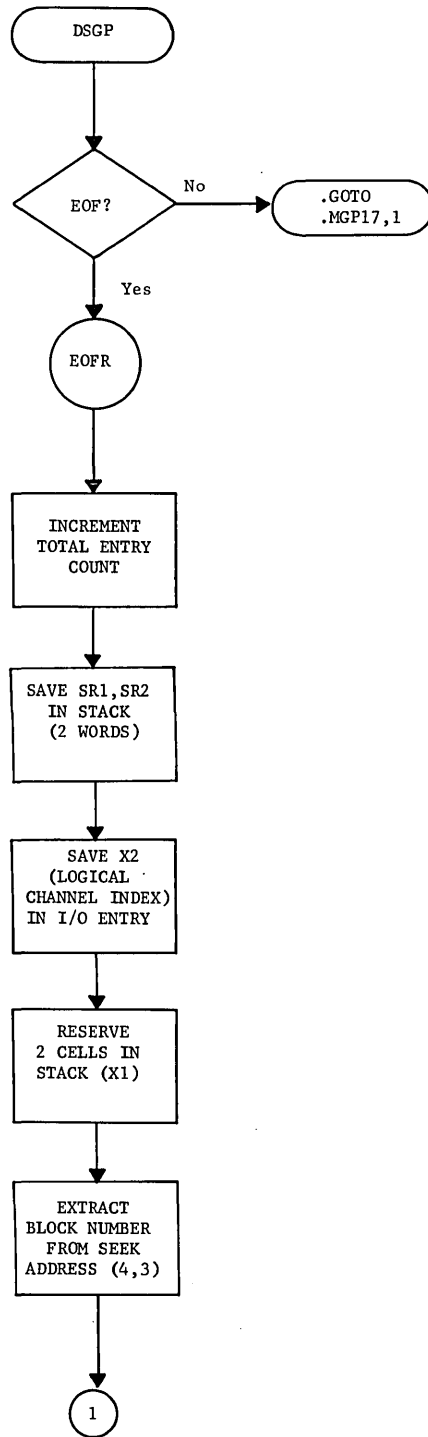 DSGP
EOF?
No
.GOTO
.MGP17,1
Yes
EOFR
INCREMENT
TOTAL ENTRY
COUNT
SAVE SR1,SR2
IN STACK
(2 WORDS)
SAVE X2
(LOGICAL
CHANNEL INDEX)
IN I/O ENTRY
RESERVE
2 CELLS IN
STACK (X1)
EXTRACT
BLOCK NUMBER
FROM SEEK
ADDRESS (4,3)
1